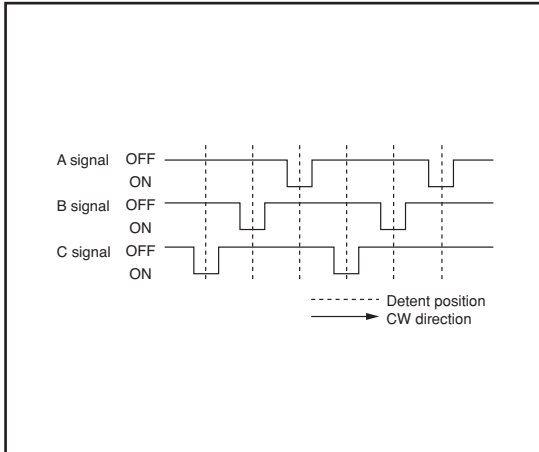 A signal OFF
ON
B signal OFF
ON
C signal OFF
ON
Detent position
CW direction